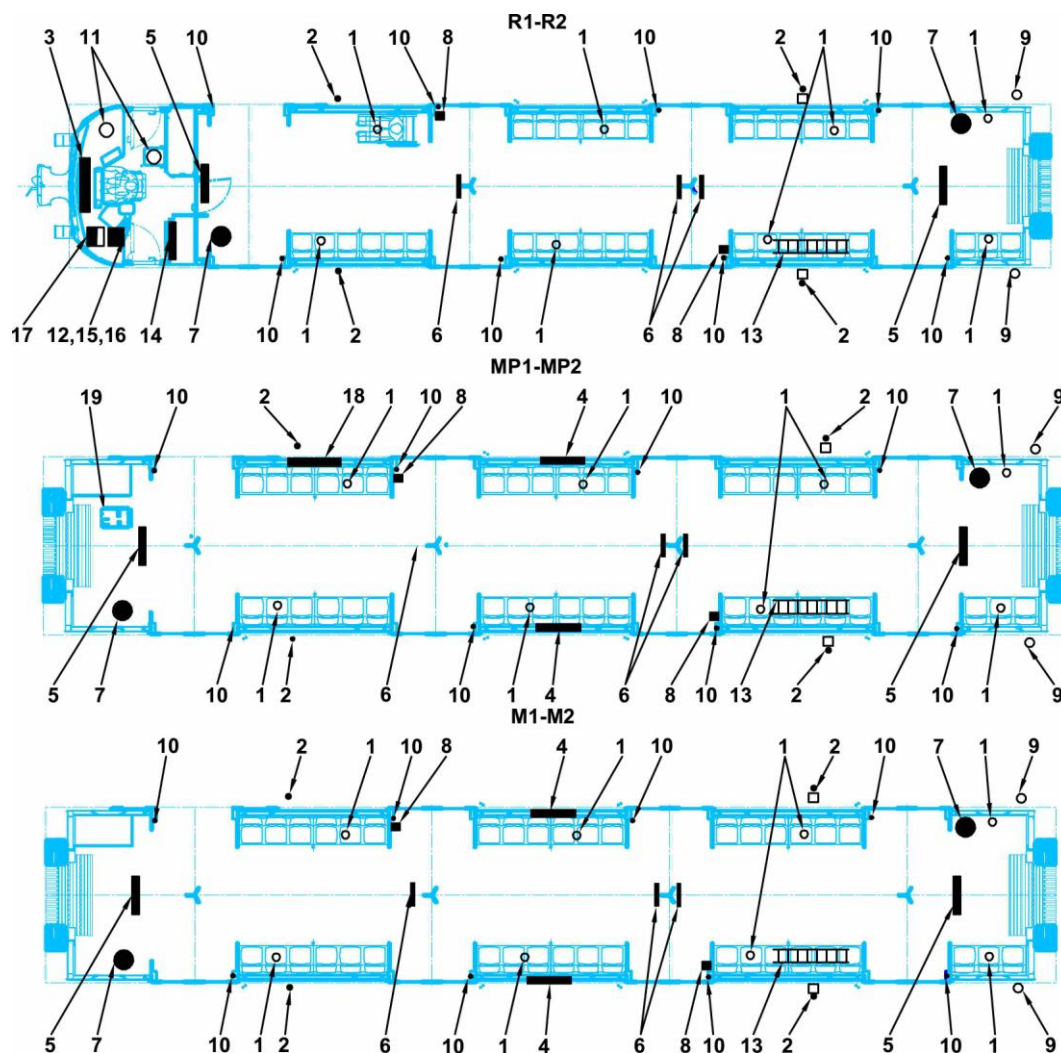 R1-R2
3 11 5 10 2 1 10 8 1 10 2 1 10 7 1 9
17 12,15,16 14 7 10 1 2 6 10 1 6 8 10 13 2 5 10 1 9
MP1-MP2
19 10 2 18 1 10 8 4 1 10 1 2 10 7 1 9
5 7 10 1 2 6 10 1 4 6 8 10 13 2 5 10 1 9
M1-M2
10 2 1 10 8 4 1 10 1 2 10 7 1 9
5 7 10 1 2 6 10 1 4 6 8 10 13 2 5 10 1 9